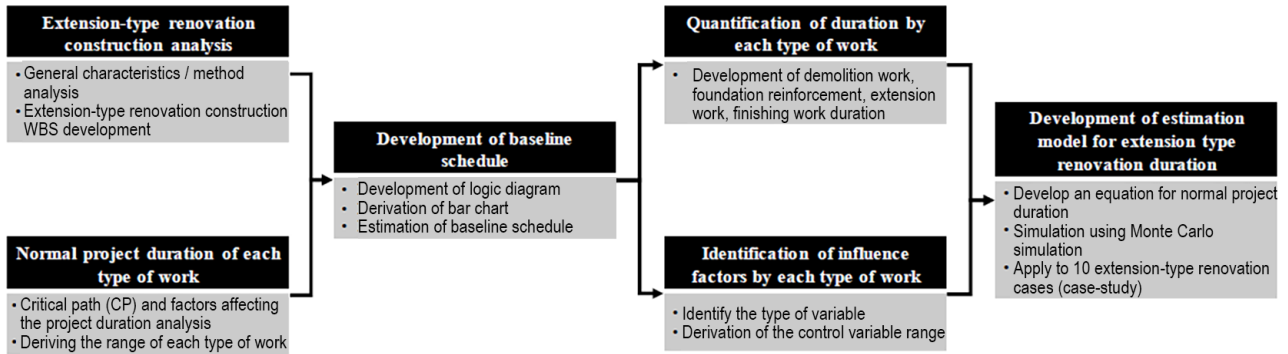 Extension-type renovation
construction analysis
• General characteristics / method
analysis
• Extension-type renovation construction
WBS development
Normal project duration of each
type of work
• Critical path (CP) and factors affecting
the project duration analysis
• Deriving the range of each type of work
Development of baseline
schedule
• Development of logic diagram
• Derivation of bar chart
• Estimation of baseline schedule
Quantification of duration by
each type of work
• Development of demolition work,
foundation reinforcement, extension
work, finishing work duration
Identification of influence
factors by each type of work
• Identify the type of variable
• Derivation of the control variable range
Development of estimation
model for extension type
renovation duration
• Develop an equation for normal project
duration
• Simulation using Monte Carlo
simulation
• Apply to 10 extension-type renovation
cases (case-study)